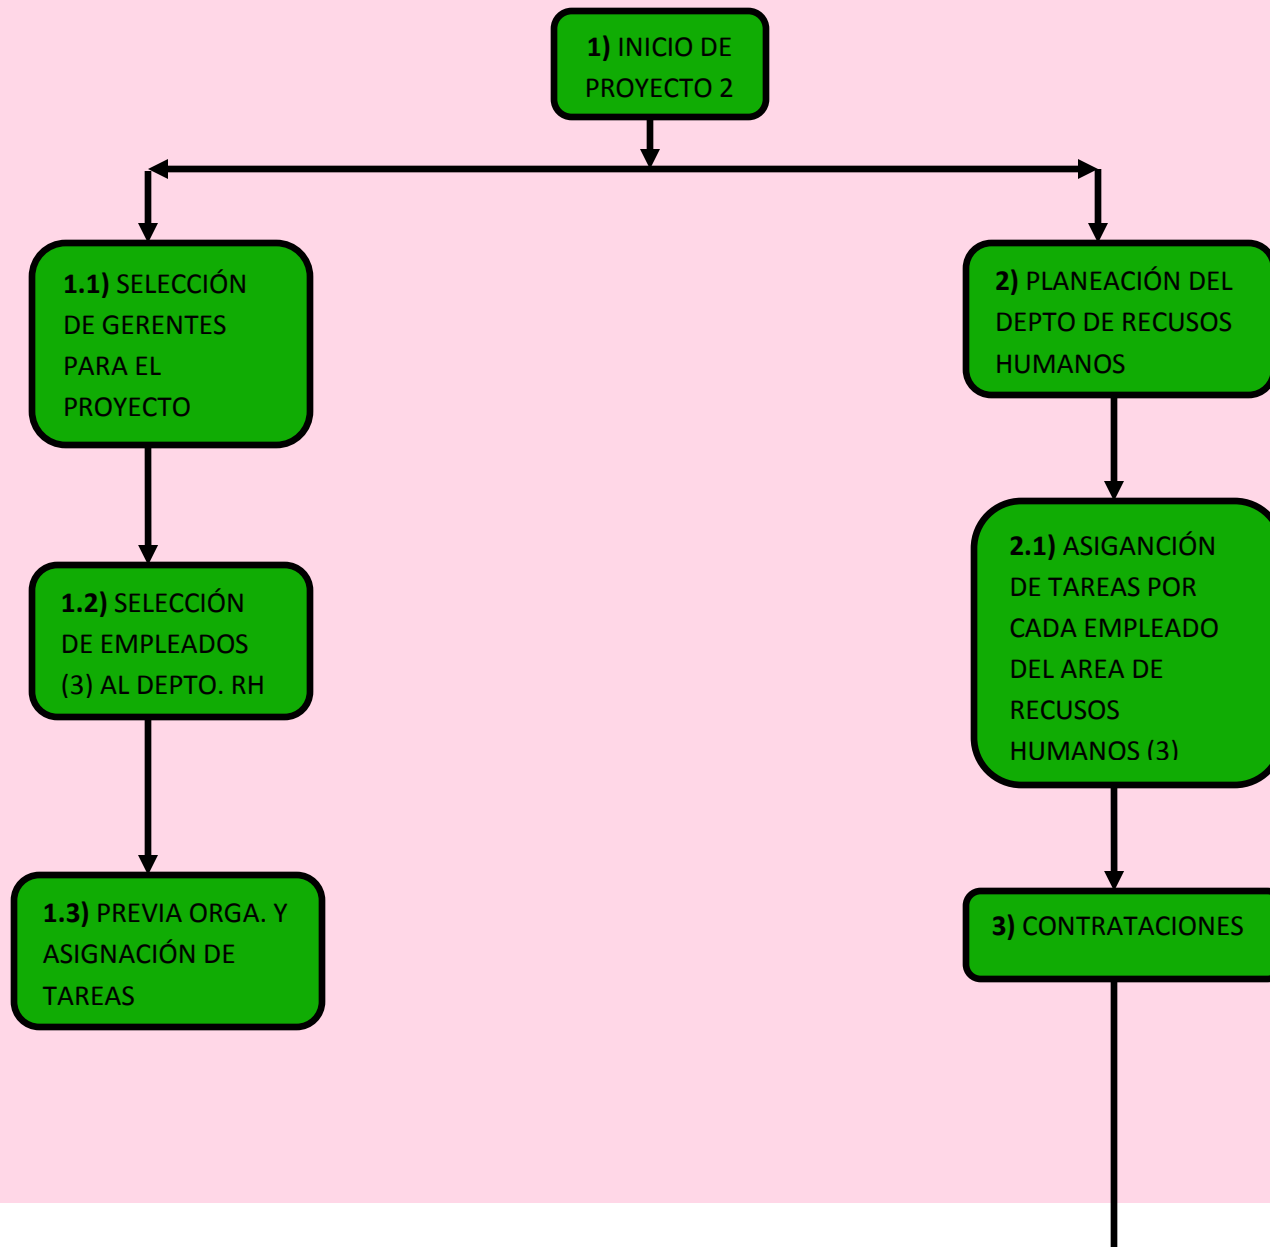 1) INICIO DE
PROYECTO 2
1.1) SELECCIÓN
DE GERENTES
PARA EL
PROYECTO
1.2) SELECCIÓN
DE EMPLEADOS
(3) AL DEPTO. RH
1.3) PREVIA ORGA. Y
ASIGNACIÓN DE
TAREAS
2) PLANEACIÓN DEL
DEPTO DE RECUSOS
HUMANOS
2.1) ASIGANCIÓN
DE TAREAS POR
CADA EMPLEADO
DEL AREA DE
RECUSOS
HUMANOS (3)
3) CONTRATACIONES